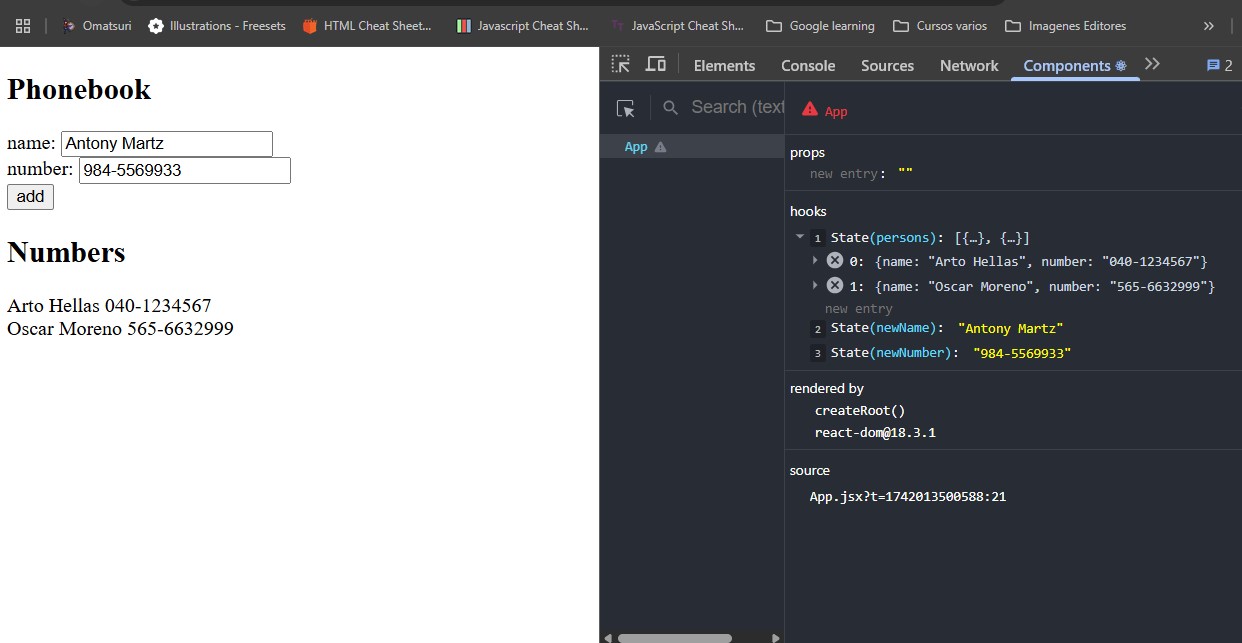 Omatsuri Illustrations - Freesets HTML Cheat Sheet... Javascript Cheat Sh... JavaScript Cheat Sh... Google learning Cursos varios Imagenes Editores »
Phonebook
name: Antony Martz
number: 984-5569933
add
Numbers
Arto Hellas 040-1234567
Oscar Moreno 565-6632999
Elements Console Sources Network Components 2
Search (text
App
App
props
new entry: ""
hooks
1 State(persons): [{…}, {…}]
0: {name: "Arto Hellas", number: "040-1234567"}
1: {name: "Oscar Moreno", number: "565-6632999"}
new entry
2 State(newName): "Antony Martz"
3 State(newNumber): "984-5569933"
rendered by
createRoot()
react-dom@18.3.1
source
App.jsx?t=1742013500588:21